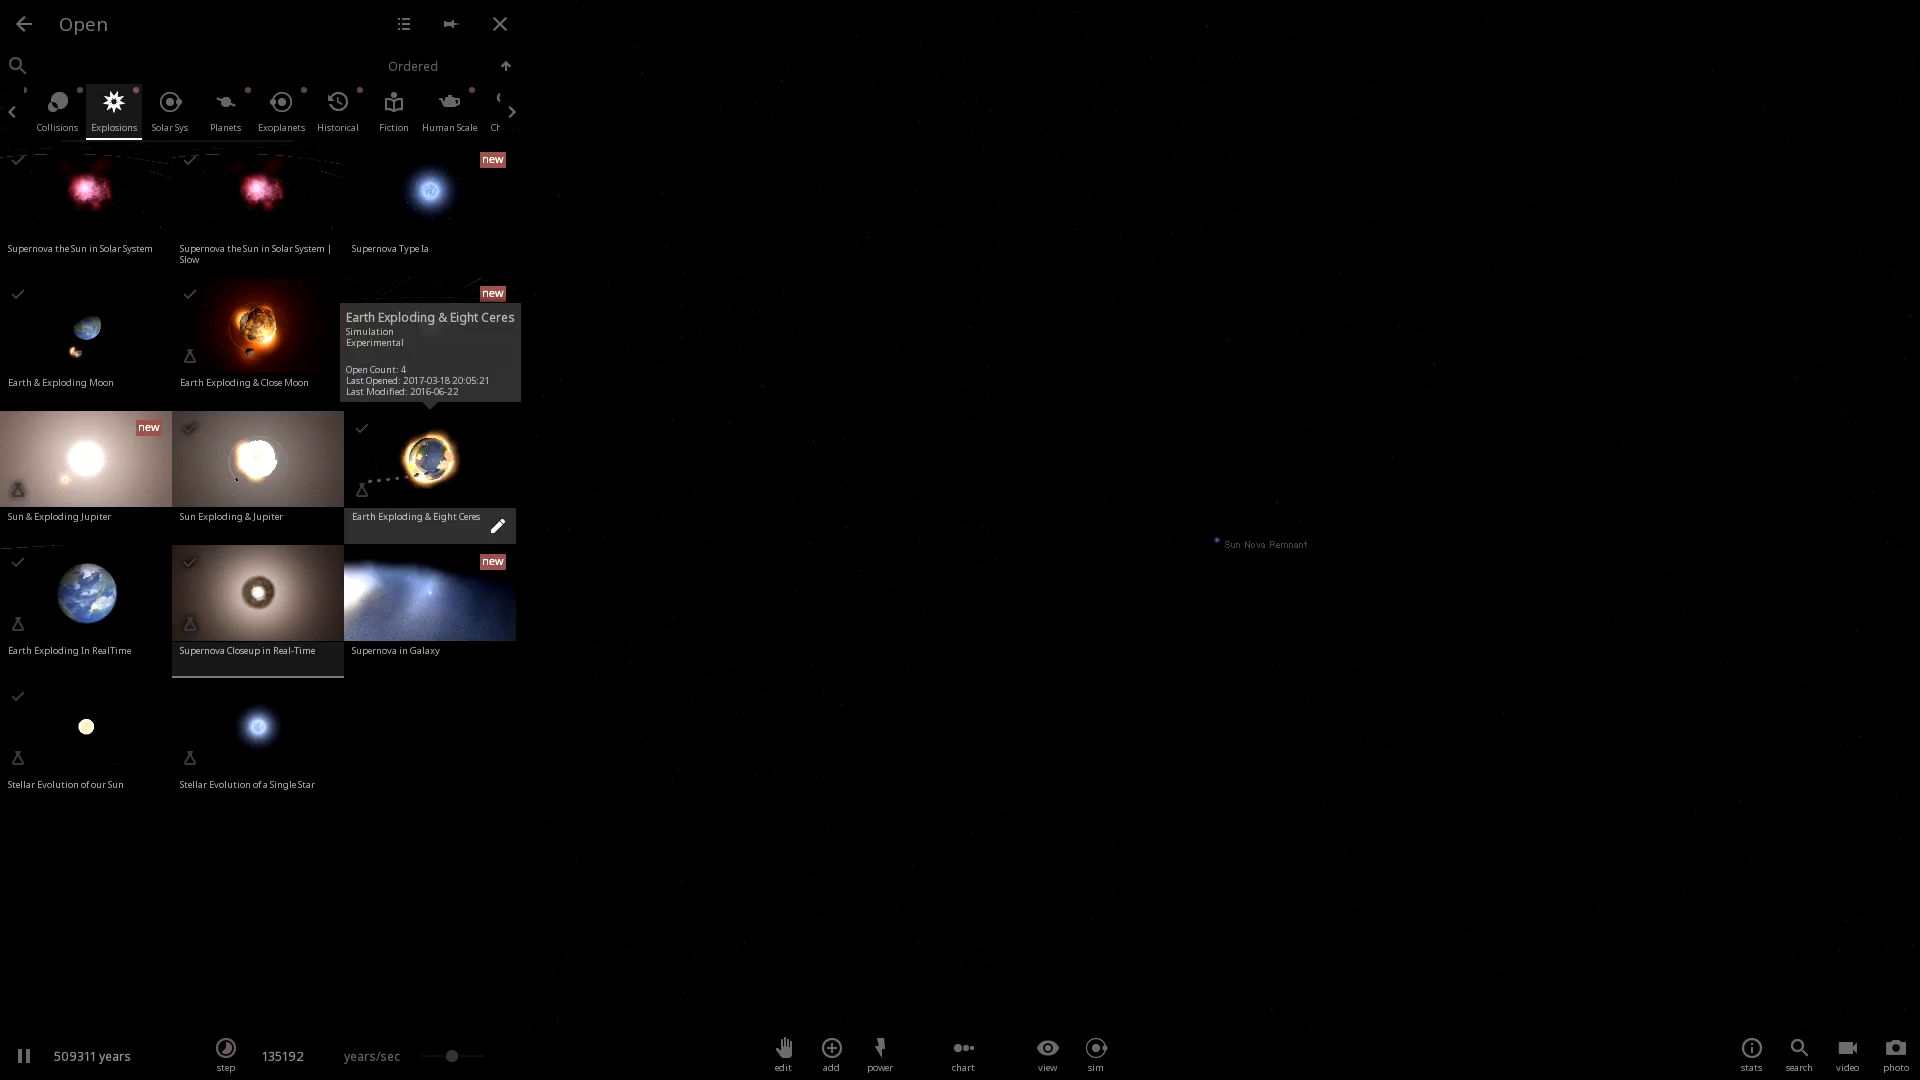 Open
Ordered
Collisions
Explosions
Solar Sys
Planets
Exoplanets
Historical
Fiction
Human Scale
Ch
new
Supernova the Sun in Solar System
Supernova the Sun in Solar System |
Slow
Supernova Type Ia
new
Earth Exploding & Eight Ceres
Simulation
Experimental
Open Count: 4
Last Opened: 2017-03-18 20:05:21
Last Modified: 2016-06-22
Earth & Exploding Moon
Earth Exploding & Close Moon
new
Sun & Exploding Jupiter
Sun Exploding & Jupiter
Earth Exploding & Eight Ceres
Sun Nova Remnant
new
Earth Exploding In RealTime
Supernova Closeup in Real-Time
Supernova in Galaxy
Stellar Evolution of our Sun
Stellar Evolution of a Single Star
509311 years
step
135192
years/sec
edit
add
power
chart
view
sim
stats
search
video
photo